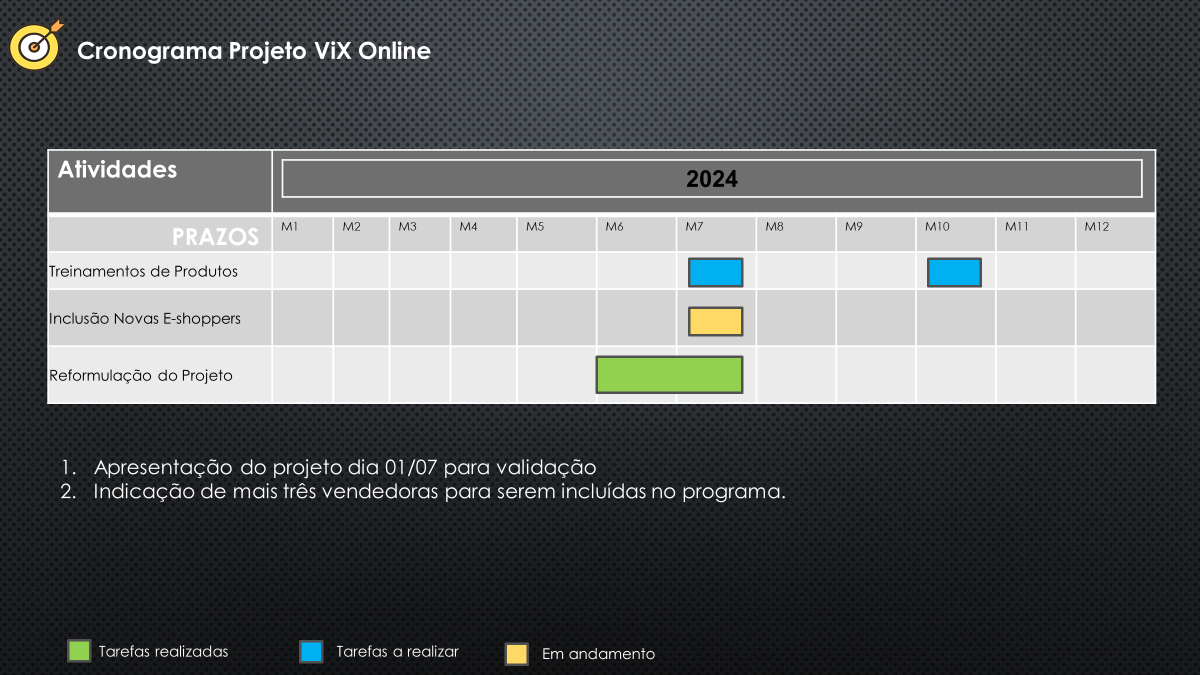 Cronograma Projeto ViX Online
Atividades
2024
PRAZOS
M1 M2 M3 M4 M5 M6 M7 M8 M9 M10 M11 M12
Treinamentos de Produtos
Inclusão Novas E-shoppers
Reformulação do Projeto
1. Apresentação do projeto dia 01/07 para validação
2. Indicação de mais três vendedoras para serem incluídas no programa.
Tarefas realizadas Tarefas a realizar Em andamento